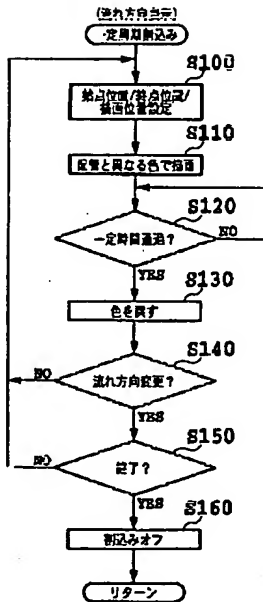 (流れ方向表示)
一定周期割込み
S100
始点位置/終点位置/
描画位置設定
S110
配管と異なる色で描画
S120
一定時間通過?
NO
YES
S130
色を戻す
S140
NO
流れ方向変更?
YES
S150
NO
終了?
YES
S160
割込みオフ
リターン